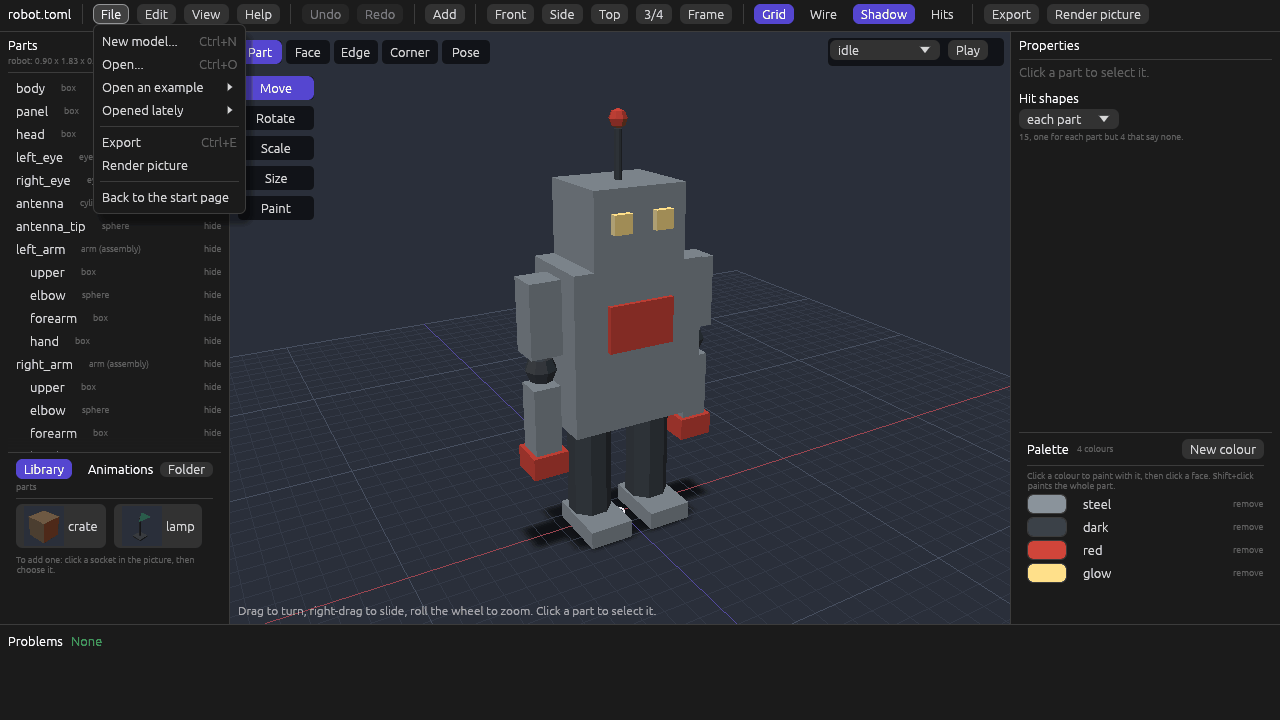 robot.toml File Edit View Help Undo Redo Add Front Side Top 3/4 Frame Grid Wire Shadow Hits Export Render picture
Parts
New model... Ctrl+N
Open... Ctrl+O
Open an example
Opened lately
Export Ctrl+E
Render picture
Back to the start page
robot: 0.90 x 1.83 x 0.
body box
panel box
head box
left_eye
right_eye
antenna
antenna_tip sphere hide
left_arm arm (assembly) hide
upper box hide
elbow sphere hide
forearm box hide
hand box hide
right_arm arm (assembly) hide
upper box hide
elbow sphere hide
forearm box hide
Library Animations Folder
parts
crate lamp
To add one: click a socket in the picture, then
choose it.
Part Face Edge Corner Pose
Move
Rotate
Scale
Size
Paint
idle Play
Drag to turn, right-drag to slide, roll the wheel to zoom. Click a part to select it.
Properties
Click a part to select it.
Hit shapes
each part
15, one for each part but 4 that say none.
Palette 4 colours New colour
Click a colour to paint with it, then click a face. Shift+click
paints the whole part.
steel remove
dark remove
red remove
glow remove
Problems None